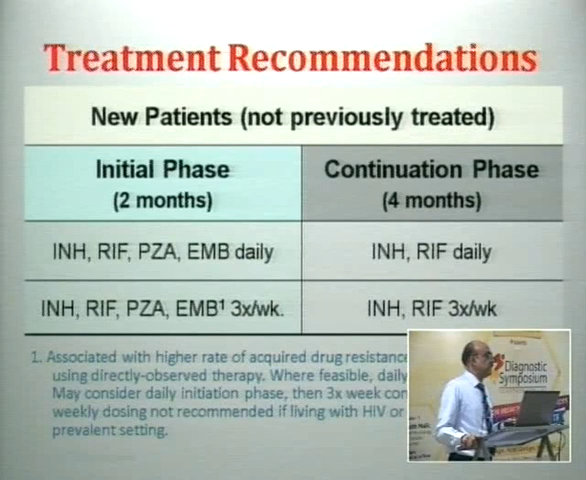 Treatment Recommendations
New Patients (not previously treated)
Initial Phase
(2 months)
Continuation Phase
(4 months)
INH, RIF, PZA, EMB daily
INH, RIF daily
INH, RIF, PZA, EMB¹ 3x/wk.
INH, RIF 3x/wk
1. Associated with higher rate of acquired drug resistance
using directly-observed therapy. Where feasible, daily
May consider daily initiation phase, then 3x week con
weekly dosing not recommended if living with HIV or
prevalent setting.
Presents
Diagnostic
Symposium